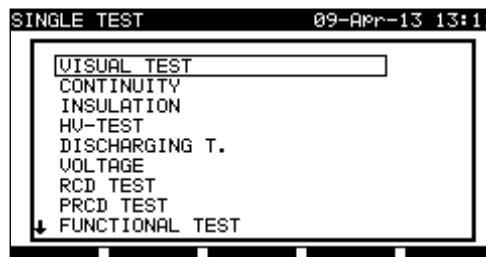 SINGLE TEST 09-Apr-13 13:1
VISUAL TEST
CONTINUITY
INSULATION
HV-TEST
DISCHARGING T.
VOLTAGE
RCD TEST
PRCD TEST
↓ FUNCTIONAL TEST